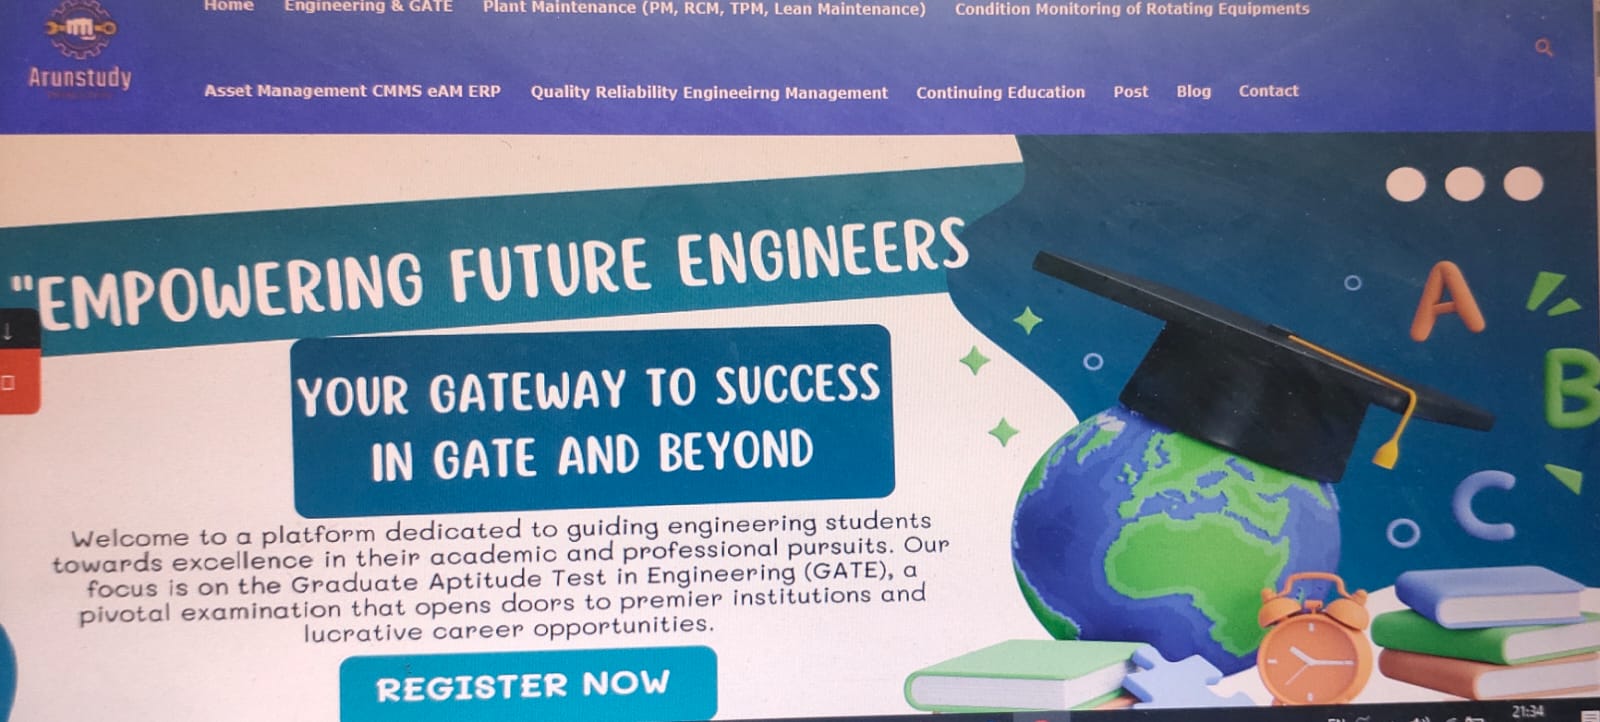 Home Engineering & GATE Plant Maintenance (PM, RCM, TPM, Lean Maintenance) Condition Monitoring of Rotating Equipments
Arunstudy
Asset Management CMMS eAM ERP Quality Reliability Engineeirng Management Continuing Education Post Blog Contact
"EMPOWERING FUTURE ENGINEERS
YOUR GATEWAY TO SUCCESS
IN GATE AND BEYOND
Welcome to a platform dedicated to guiding engineering students
towards excellence in their academic and professional pursuits. Our
focus is on the Graduate Aptitude Test in Engineering (GATE), a
pivotal examination that opens doors to premier institutions and
lucrative career opportunities.
REGISTER NOW
A
B
C
21:34